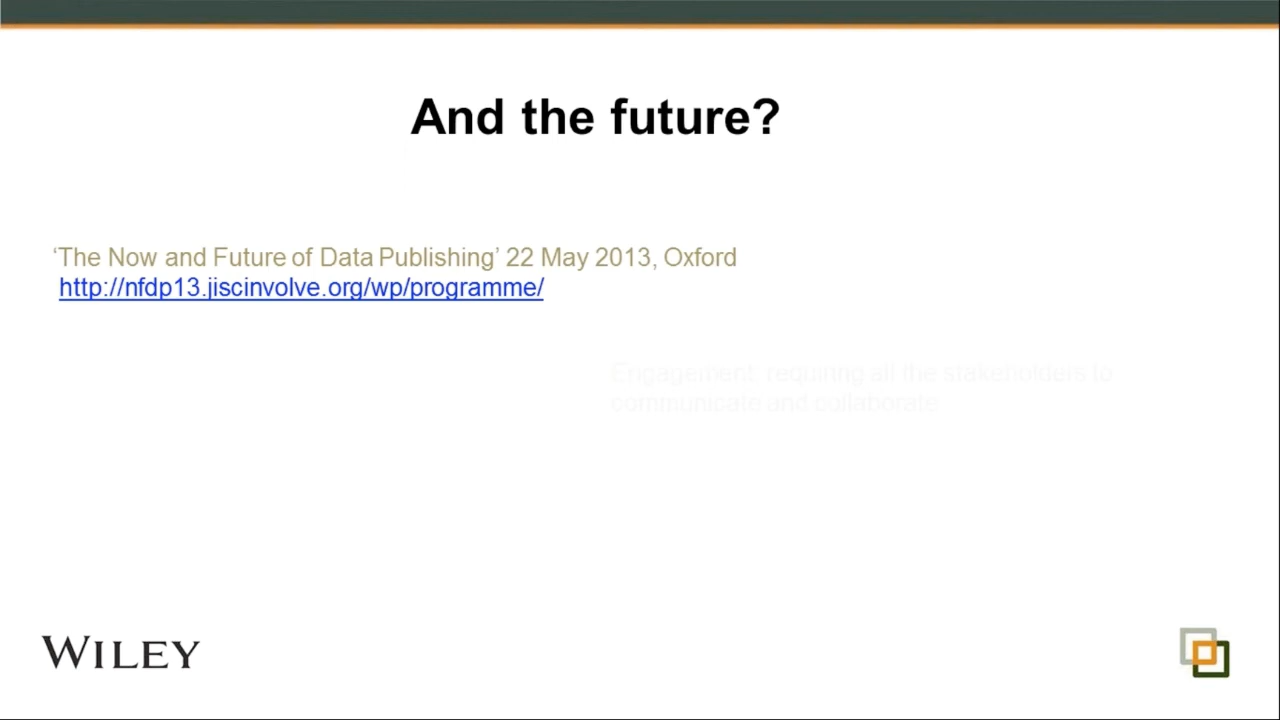 And the future?
‘The Now and Future of Data Publishing’ 22 May 2013, Oxford
http://nfdp13.jiscinvolve.org/wp/programme/
Engagement: requiring all the stakeholders to
communicate and collaborate
WILEY